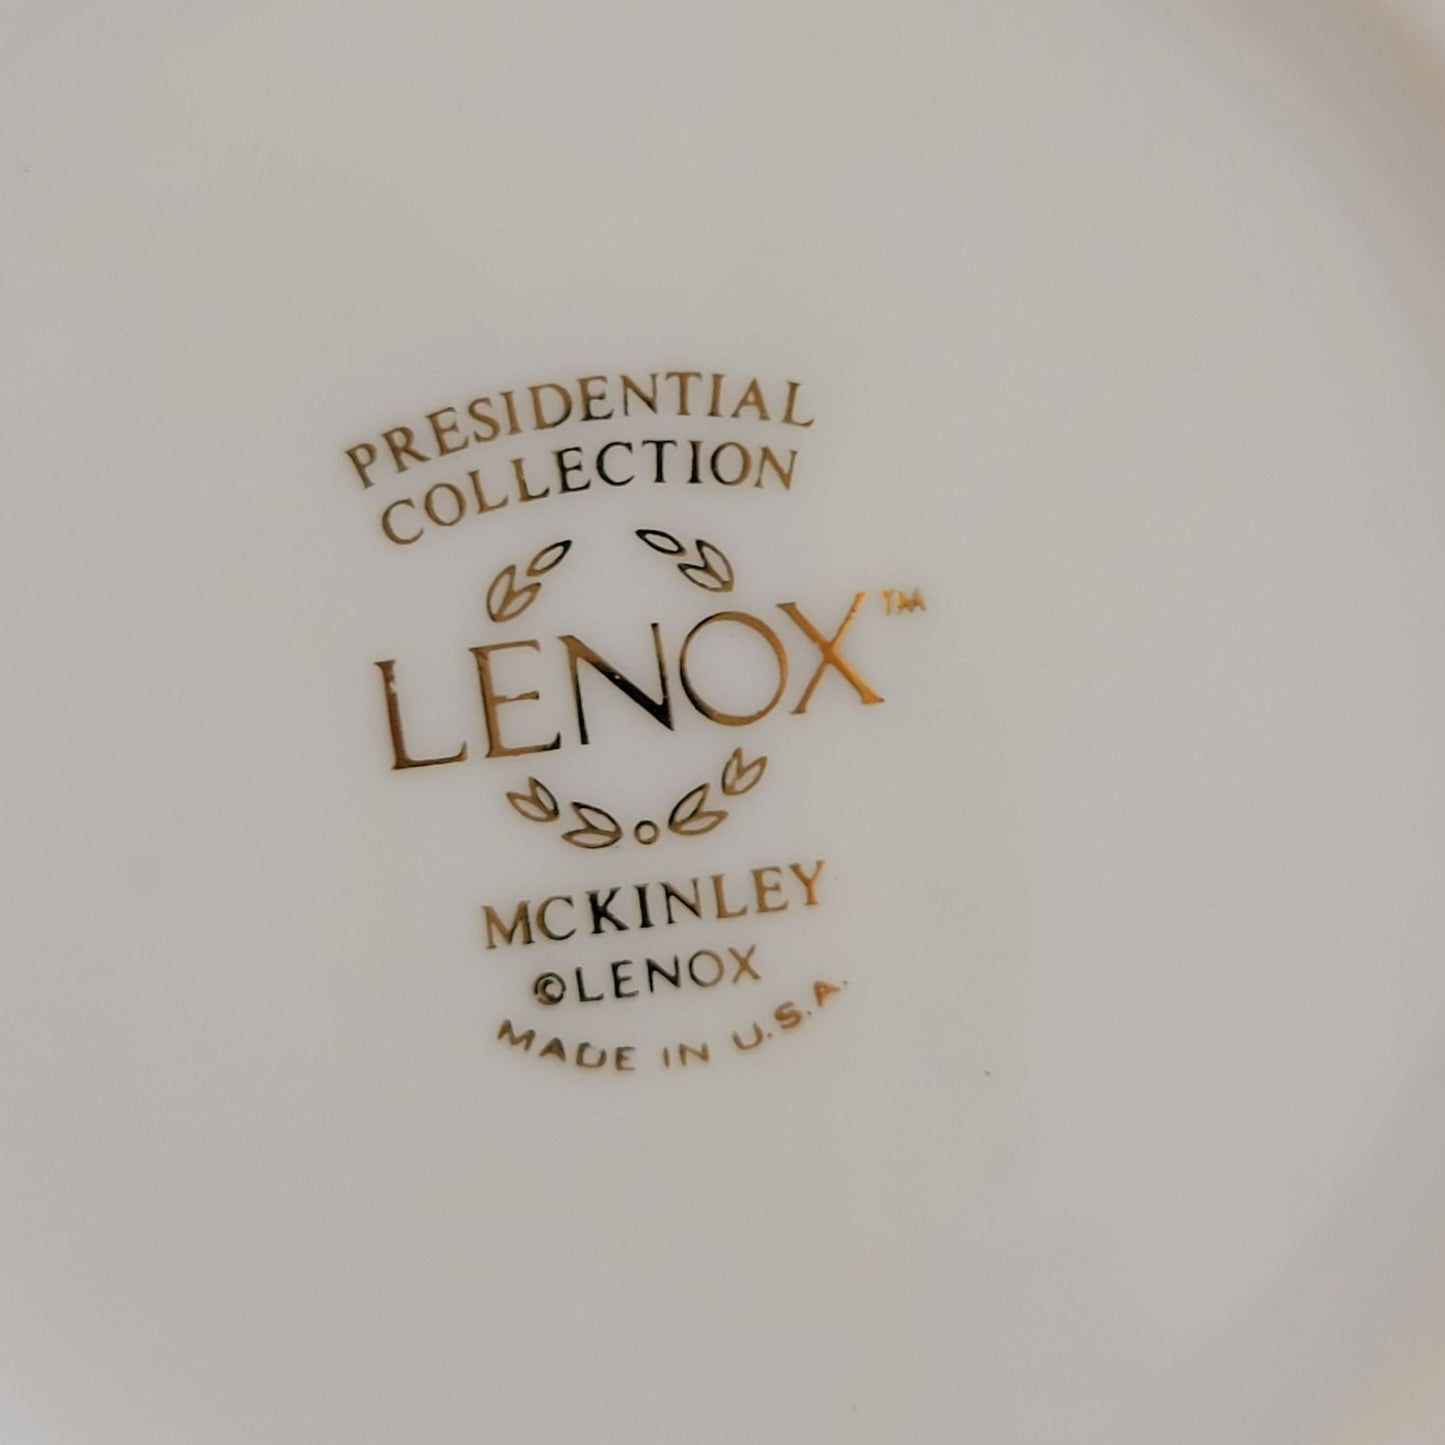 PRESIDENTIAL
COLLECTION
LENOX™
MCKINLEY
©LENOX
MADE IN U.S.A.